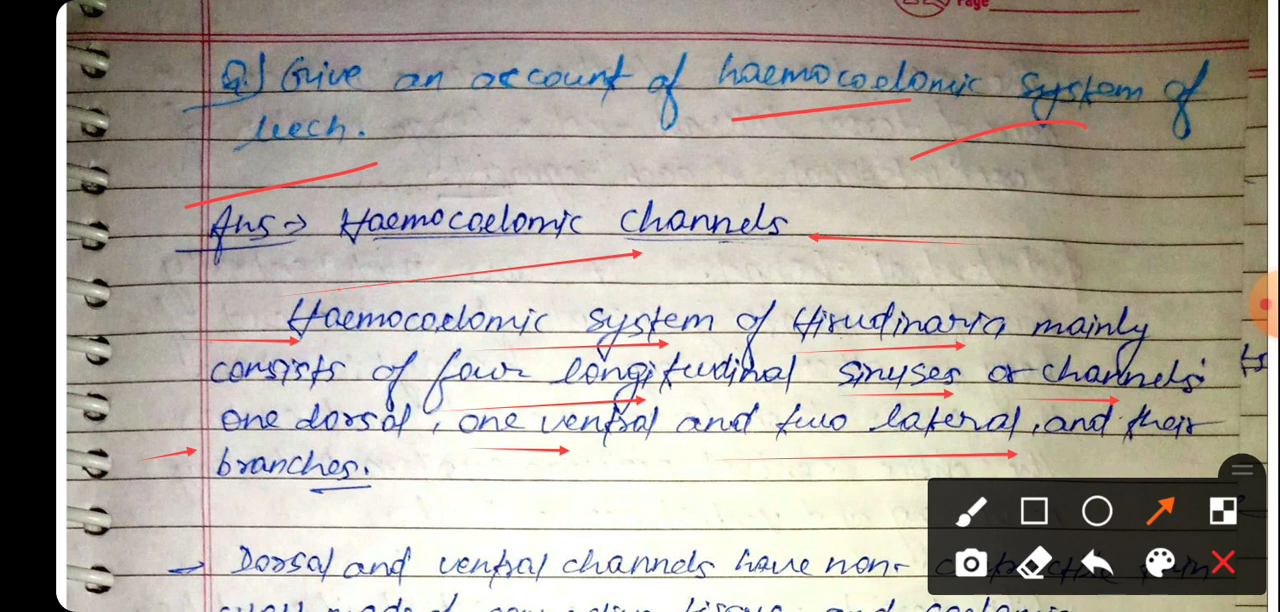 Page
Q.) Give an account of haemocoelomic system of
leech.
Ans → Haemocoelomic channels
Haemocoelomic system of Hirudinaria mainly
consists of four longitudinal sinuses or channels
one dorsal, one ventral and two lateral, and their
branches.
→ Dorsal and ventral channels have non-